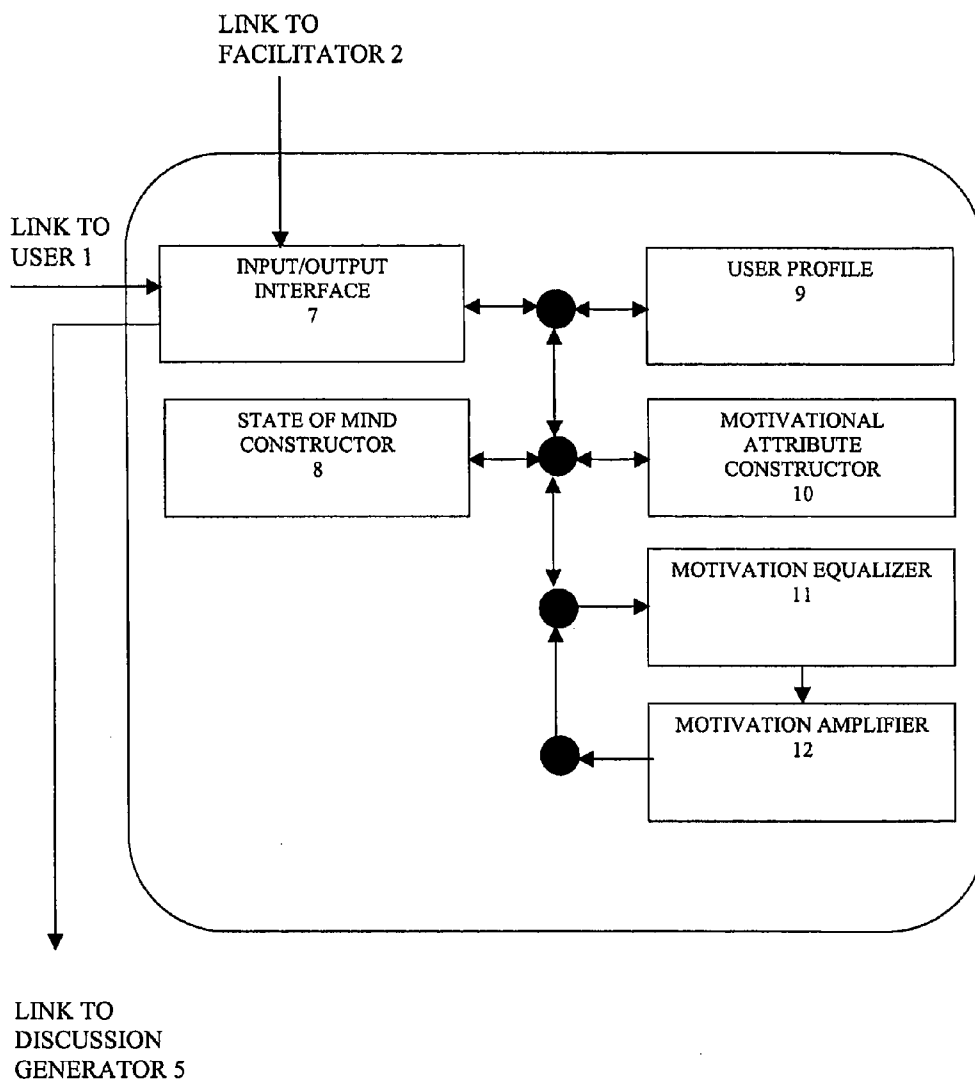 LINK TO
FACILITATOR 2
LINK TO
USER 1
INPUT/OUTPUT
INTERFACE
7
USER PROFILE
9
STATE OF MIND
CONSTRUCTOR
8
MOTIVATIONAL
ATTRIBUTE
CONSTRUCTOR
10
MOTIVATION EQUALIZER
11
MOTIVATION AMPLIFIER
12
LINK TO
DISCUSSION
GENERATOR 5